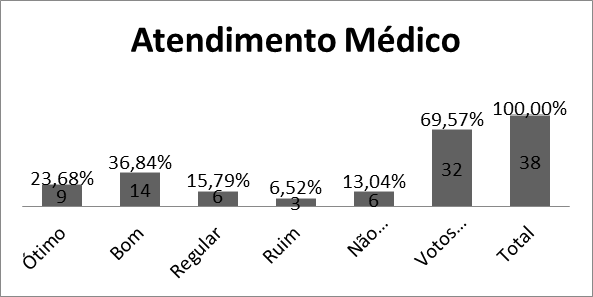 Atendimento Médico
23,68%
36,84%
15,79%
6,52%
13,04%
69,57%
100,00%
9
14
6
3
6
32
38
Ótimo
Bom
Regular
Ruim
Não...
Votos...
Total